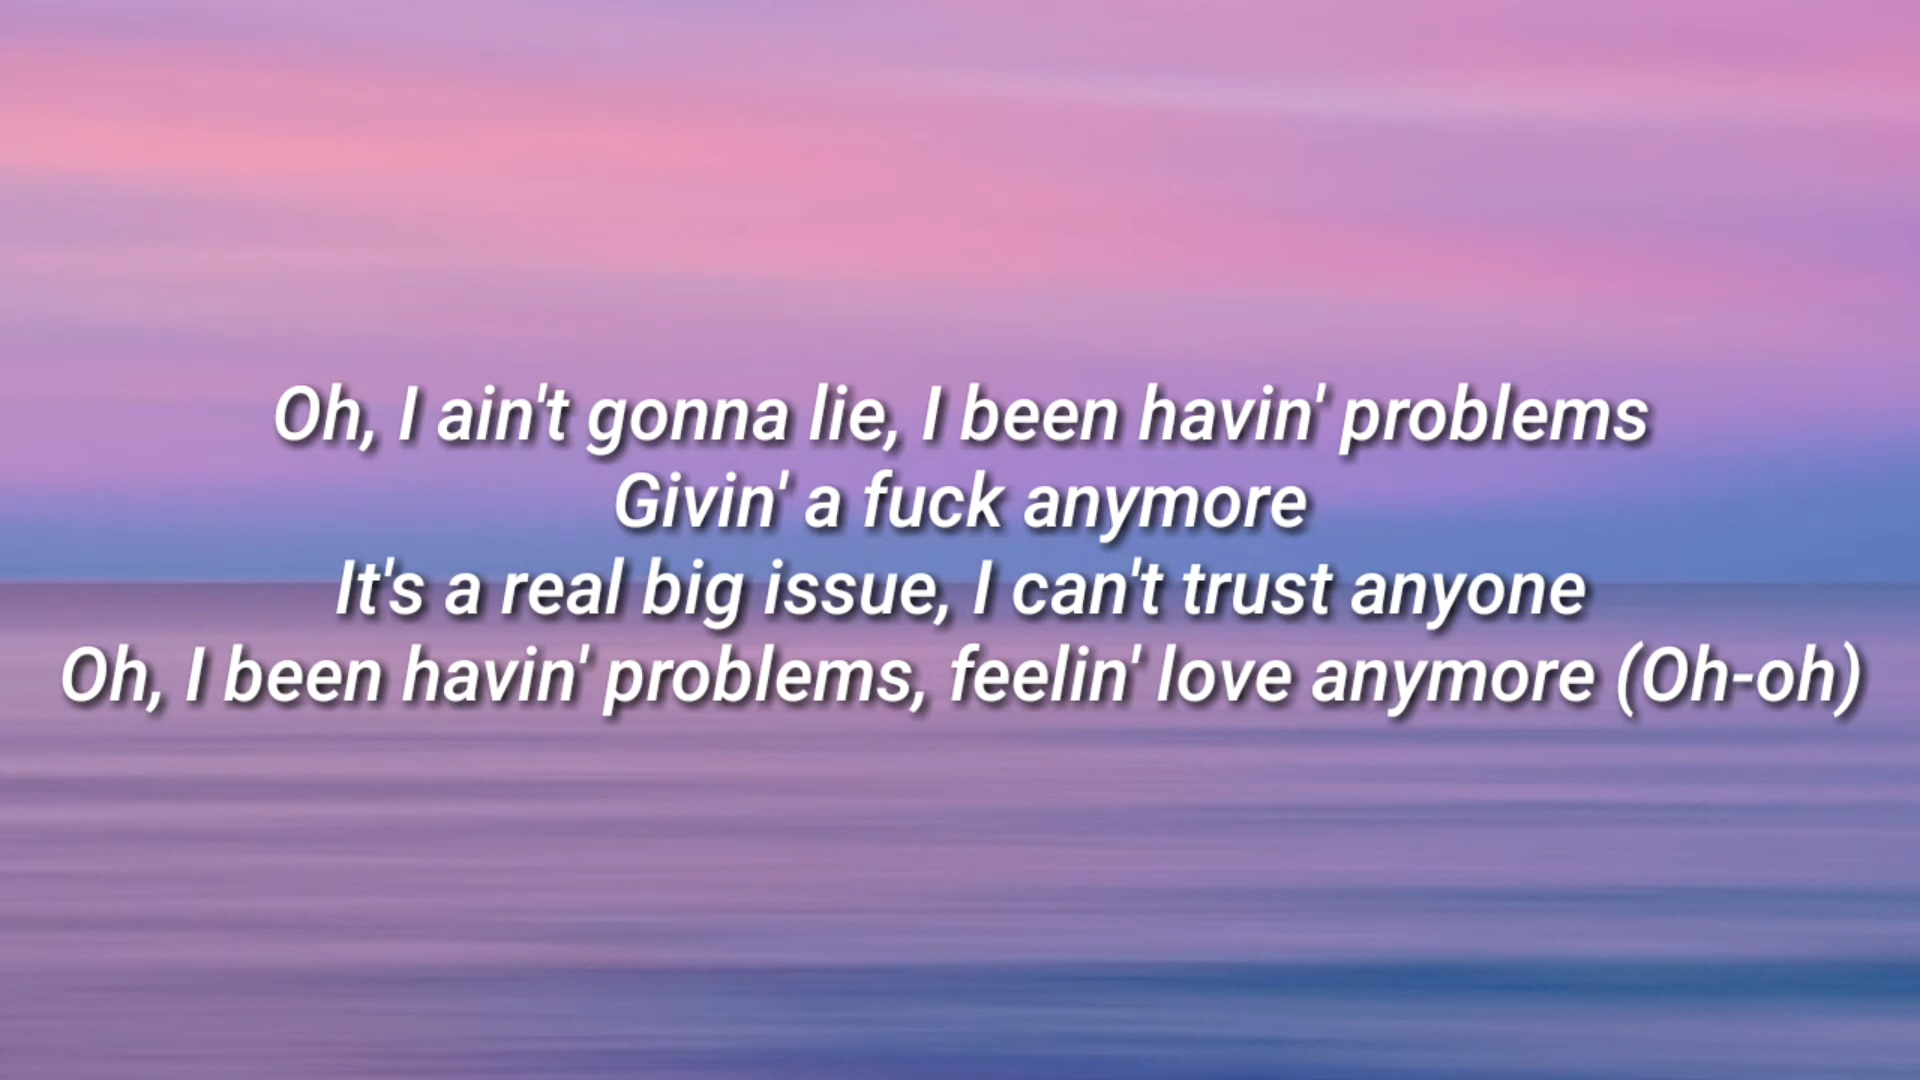 Oh, I ain't gonna lie, I been havin' problems
Givin' a fuck anymore
It's a real big issue, I can't trust anyone
Oh, I been havin' problems, feelin' love anymore (Oh-oh)